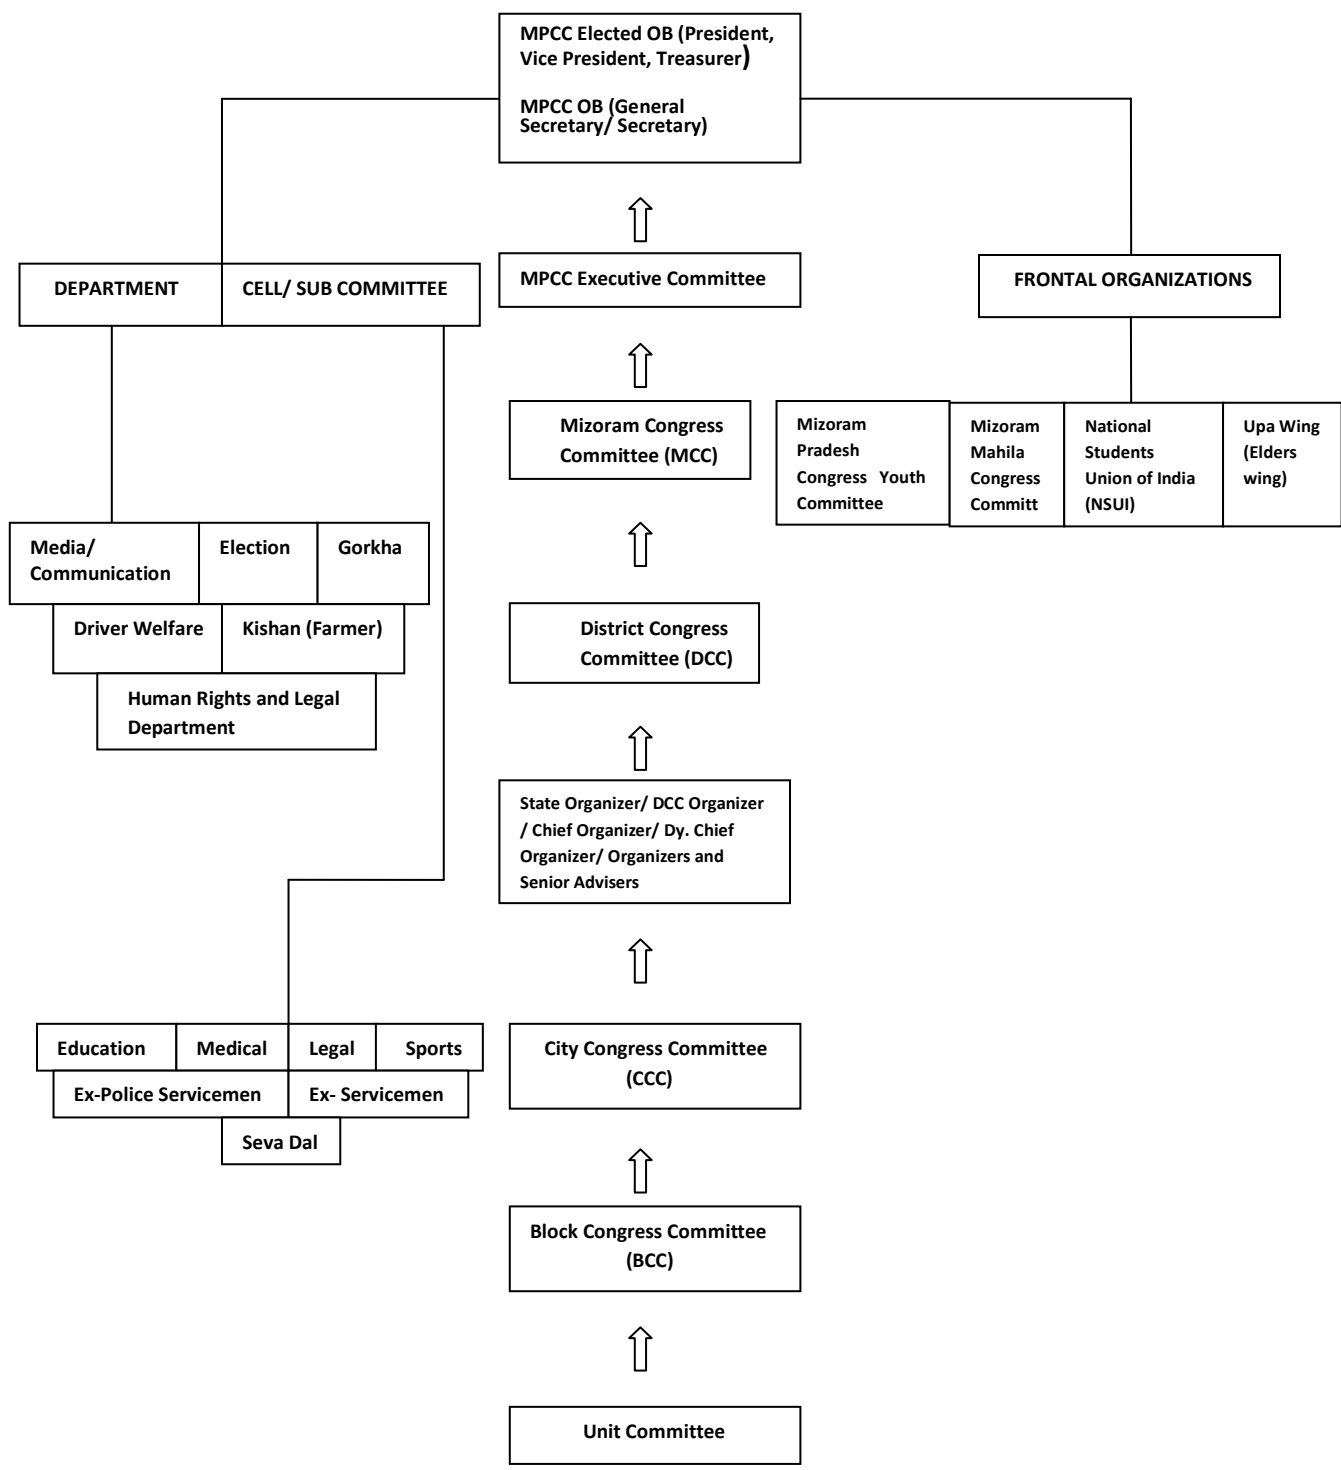 MPCC Elected OB (President,
Vice President, Treasurer)
MPCC OB (General
Secretary/ Secretary)
DEPARTMENT
CELL/ SUB COMMITTEE
MPCC Executive Committee
FRONTAL ORGANIZATIONS
Mizoram Congress
Committee (MCC)
Mizoram
Pradesh
Congress Youth
Committee
Mizoram
Mahila
Congress
Committ
National
Students
Union of India
(NSUI)
Upa Wing
(Elders
wing)
Media/
Communication
Election
Gorkha
Driver Welfare
Kishan (Farmer)
Human Rights and Legal
Department
District Congress
Committee (DCC)
State Organizer/ DCC Organizer
/ Chief Organizer/ Dy. Chief
Organizer/ Organizers and
Senior Advisers
Education
Medical
Legal
Sports
Ex-Police Servicemen
Ex- Servicemen
Seva Dal
City Congress Committee
(CCC)
Block Congress Committee
(BCC)
Unit Committee